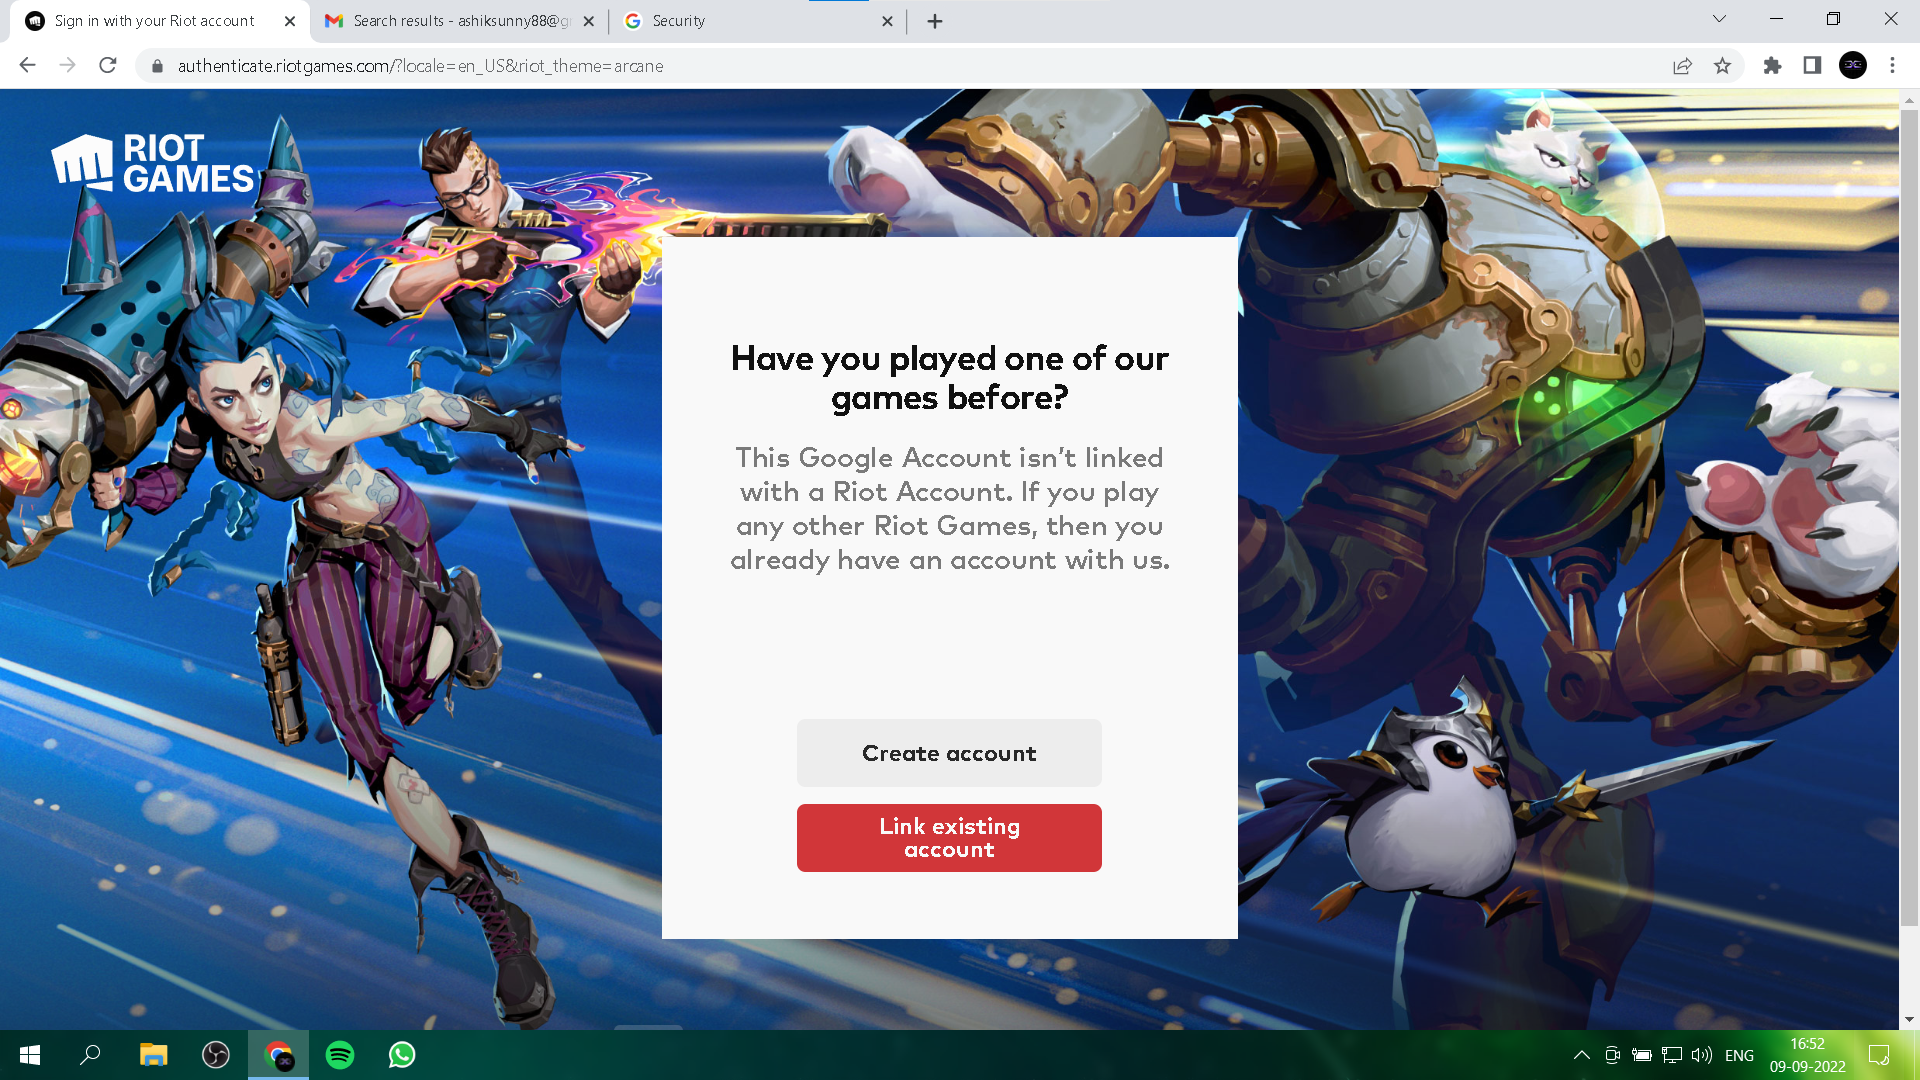 Sign in with your Riot account
Search results - ashiksunny88@g
Security
authenticate.riotgames.com/?locale=en_US&riot_theme=arcane
RIOT
GAMES
Have you played one of our
games before?
This Google Account isn't linked
with a Riot Account. If you play
any other Riot Games, then you
already have an account with us.
Create account
Link existing
account
ENG
16:52
09-09-2022